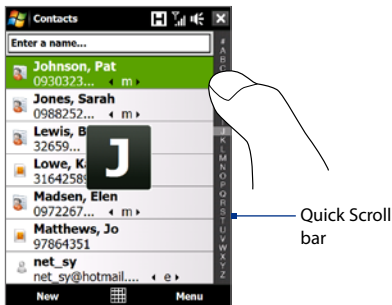 Contacts
H
Enter a name...
Johnson, Pat
0930323... m
Jones, Sarah
0988252... m
Lewis, B
32659...
Lowe, K
31642589
Madsen, Elen
0972267... m
Matthews, Jo
97864351
net_sy
net_sy@hotmail.... e
J
#
A
B
J
K
L
M
N
O
P
Q
R
S
T
U
V
W
X
Y
Z
Quick Scroll
bar
New Menu